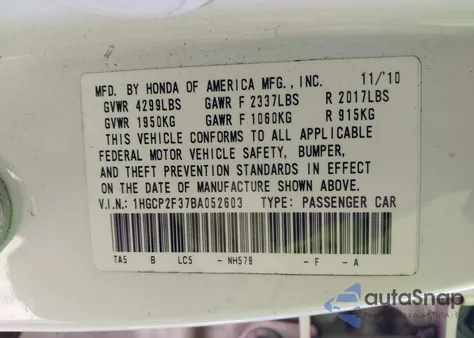 MFD. BY HONDA OF AMERICA MFG., INC. 11/'10
GVWR 4299LBS GAWR F 2337LBS R 2017LBS
GVWR 1950KG GAWR F 1060KG R 915KG
THIS VEHICLE CONFORMS TO ALL APPLICABLE
FEDERAL MOTOR VEHICLE SAFETY, BUMPER,
AND THEFT PREVENTION STANDARDS IN EFFECT
ON THE DATE OF MANUFACTURE SHOWN ABOVE.
V.I.N.: 1HGCP2F37BA052603 TYPE: PASSENGER CAR
TA5 B LC5 -NH578 -F -A
autoSnap